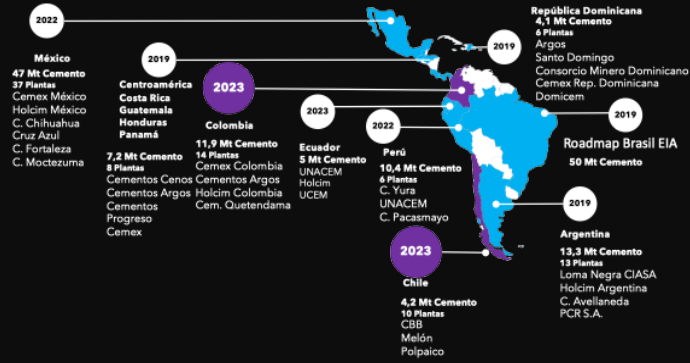 2022
México
47 Mt Cemento
37 Plantas
Cemex México
Holcim México
C. Chihuahua
Cruz Azul
C. Fortaleza
C. Moctezuma
2019
Centroamérica
Costa Rica
Guatemala
Honduras
Panamá
7,2 Mt Cemento
8 Plantas
Cementos Cenos
Cementos Argos
Cementos
Progreso
Cemex
2023
Colombia
11,9 Mt Cemento
14 Plantas
Cemex Colombia
Cementos Argos
Holcim Colombia
Cem. Quetendama
2023
Ecuador
5 Mt Cemento
UNACEM
Holcim
UCEM
2022
Perú
10,4 Mt Cemento
6 Plantas
C. Yura
UNACEM
C. Pacasmayo
2023
Chile
4,2 Mt Cemento
10 Plantas
CBB
Melón
Polpaico
República Dominicana
4,1 Mt Cemento
6 Plantas
Argos
Santo Domingo
Consorcio Minero Dominicano
Cemex Rep. Dominicana
Domicem
2019
2019
Roadmap Brasil EIA
50 Mt Cemento
2019
Argentina
13,3 Mt Cemento
13 Plantas
Loma Negra CIASA
Holcim Argentina
C. Avellaneda
PCR S.A.